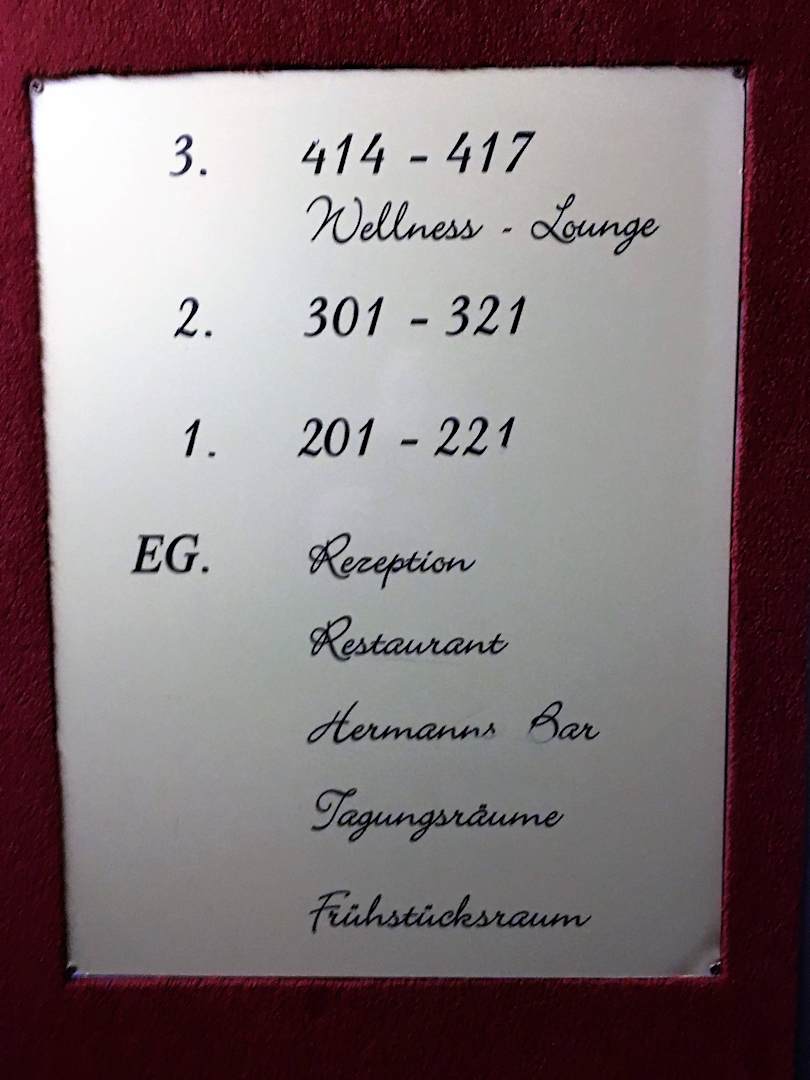 3. 414 - 417
Wellness - Lounge
2. 301 - 321
1. 201 - 221
EG. Rezeption
Restaurant
Hermanns Bar
Tagungsräume
Frühstücksraum